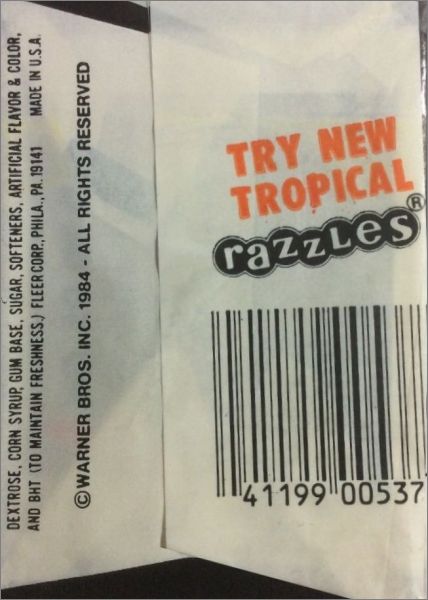 DEXTROSE, CORN SYRUP, GUM BASE, SUGAR, SOFTENERS, ARTIFICIAL FLAVOR & COLOR,
AND BHT (TO MAINTAIN FRESHNESS.) FLEER CORP., PHILA., PA. 19141 MADE IN U.S.A.
© WARNER BROS. INC. 1984 - ALL RIGHTS RESERVED
TRY NEW
TROPICAL
razzLes®
41199 00537